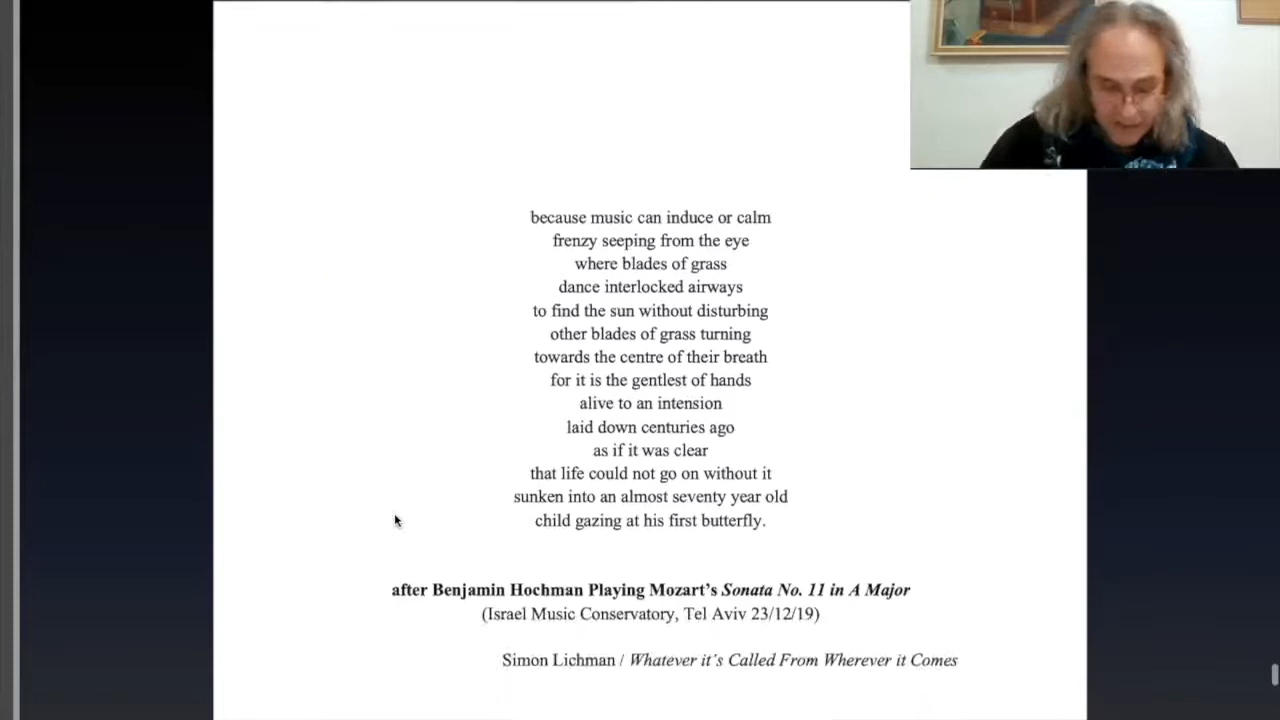 because music can induce or calm
frenzy seeping from the eye
where blades of grass
dance interlocked airways
to find the sun without disturbing
other blades of grass turning
towards the centre of their breath
for it is the gentlest of hands
alive to an intension
laid down centuries ago
as if it was clear
that life could not go on without it
sunken into an almost seventy year old
child gazing at his first butterfly.
after Benjamin Hochman Playing Mozart’s Sonata No. 11 in A Major
(Israel Music Conservatory, Tel Aviv 23/12/19)
Simon Lichman / Whatever it’s Called From Wherever it Comes